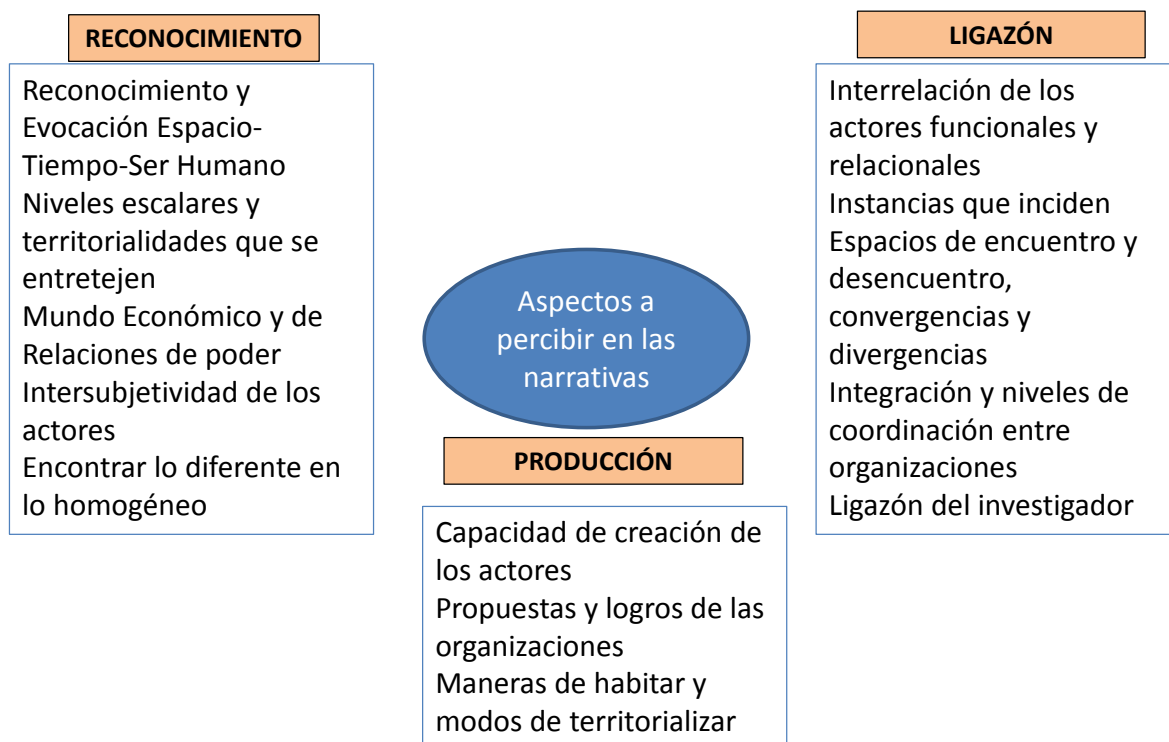 RECONOCIMIENTO
Reconocimiento y
Evocación Espacio-
Tiempo-Ser Humano
Niveles escalares y
territorialidades que se
entretejen
Mundo Económico y de
Relaciones de poder
Intersubjetividad de los
actores
Encontrar lo diferente en
lo homogéneo
Aspectos a
percibir en las
narrativas
PRODUCCIÓN
Capacidad de creación de
los actores
Propuestas y logros de las
organizaciones
Maneras de habitar y
modos de territorializar
LIGAZÓN
Interrelación de los
actores funcionales y
relacionales
Instancias que inciden
Espacios de encuentro y
desencuentro,
convergencias y
divergencias
Integración y niveles de
coordinación entre
organizaciones
Ligazón del investigador